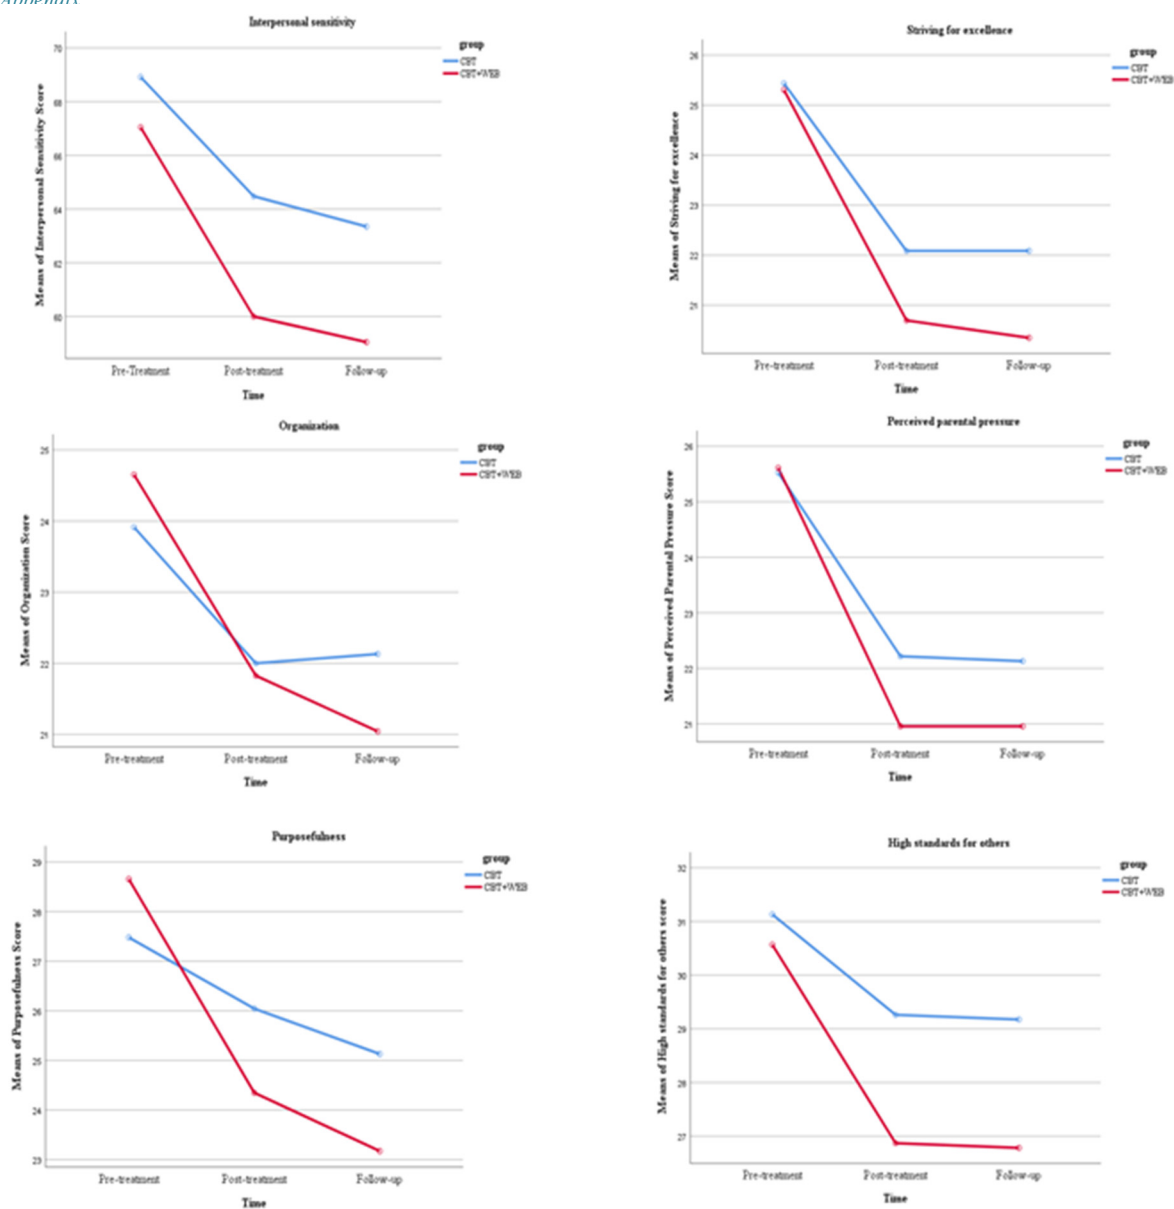 Appendix
Interpersonal sensitivity
group
CBT
CBT+WEB
Means of Interpersonal Sensitivity Score
70
68
66
64
62
60
Pre-Treatment Post-treatment Follow-up
Time
Striving for excellence
group
CBT
CBT+WEB
Means of Striving for excellence
26
25
24
23
22
21
Pre-treatment Post-treatment Follow-up
Time
Organization
group
CBT
CBT+WEB
Means of Organization Score
25
24
23
22
21
Pre-treatment Post-treatment Follow-up
Time
Perceived parental pressure
group
CBT
CBT+WEB
Means of Perceived Parental Pressure Score
26
25
24
23
22
21
Pre-treatment Post-tratment Follow-up
Time
Purposefulness
group
CBT
CBT+WEB
Means of Purposefulness Score
29
28
27
26
25
24
23
Pre-treatment Post-treatment Follow-up
Time
High standards for others
group
CBT
CBT+WEB
Means of High standards for others score
32
31
30
29
28
27
Pre-treatment Post-treatment Follow-up
Time